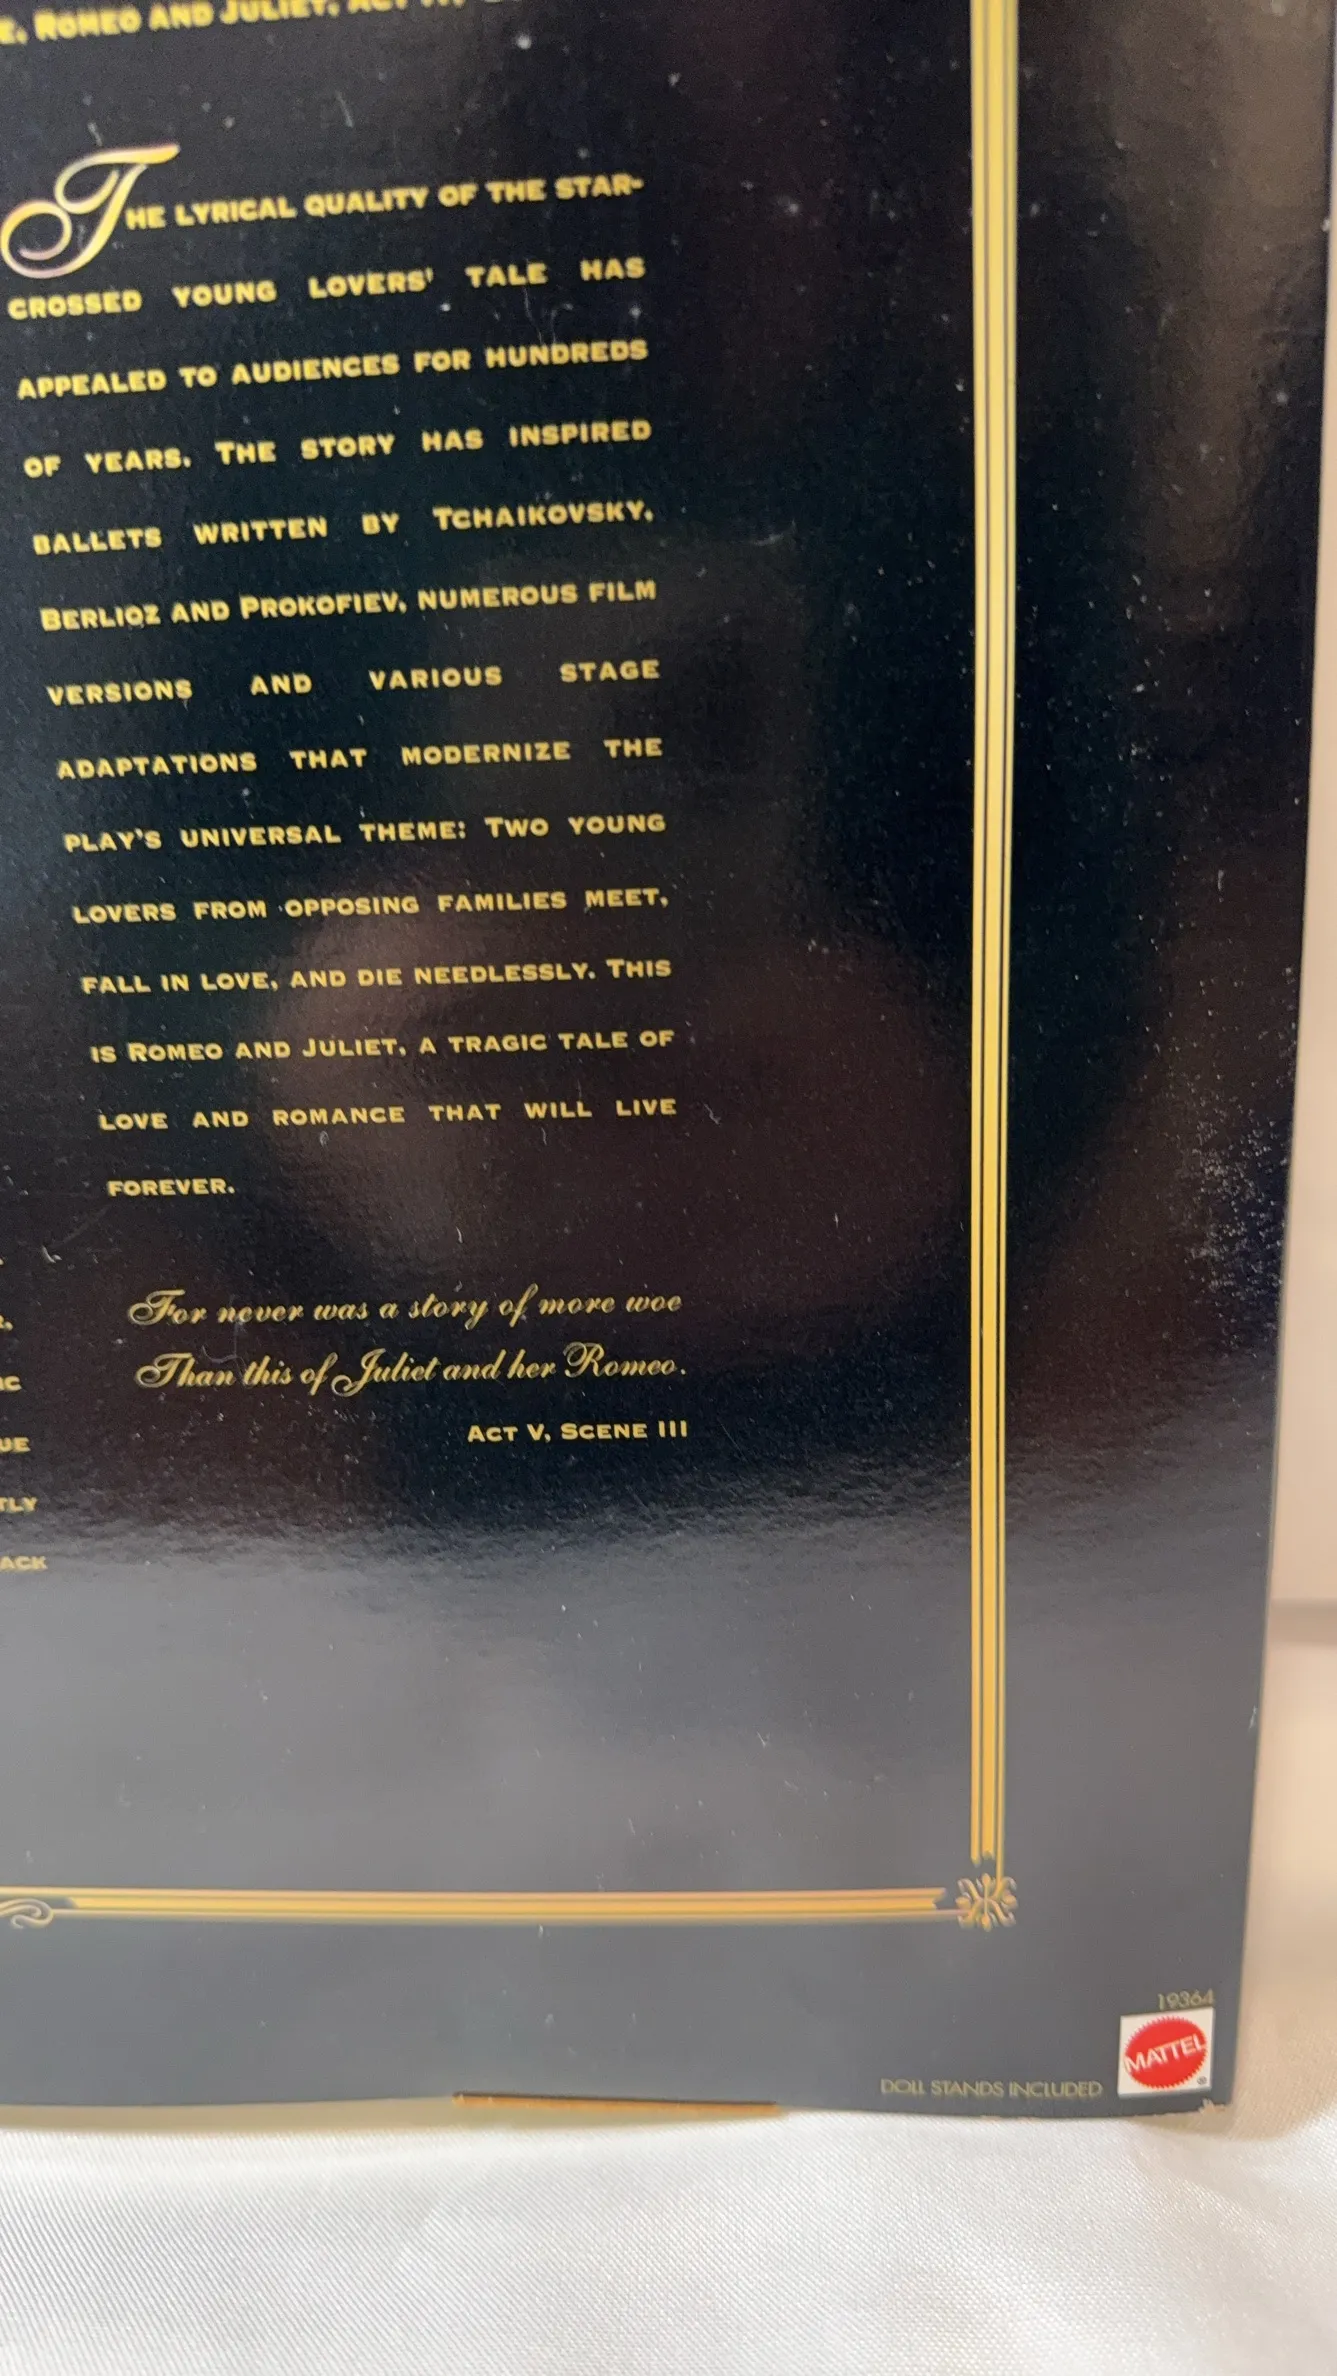 Romeo and Juliet, Act II,
The lyrical quality of the star-
crossed young lovers' tale has
appealed to audiences for hundreds
of years. The story has inspired
ballets written by Tchaikovsky,
Berlioz and Prokofiev, numerous film
versions and various stage
adaptations that modernize the
play's universal theme: Two young
lovers from opposing families meet,
fall in love, and die needlessly. This
is Romeo and Juliet, a tragic tale of
love and romance that will live
forever.
For never was a story of more woe
Than this of Juliet and her Romeo.
Act V, Scene III
19364
MATTEL
DOLL STANDS INCLUDED